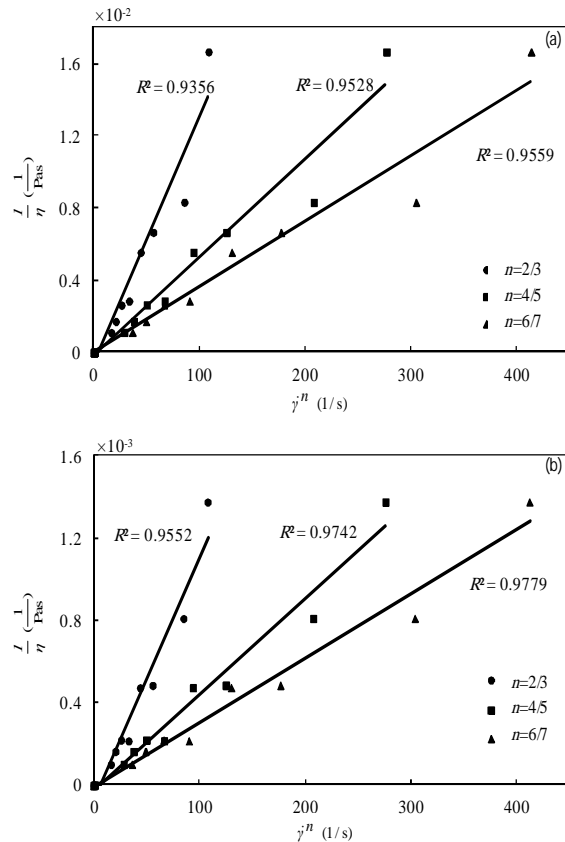 ×10⁻²
(a)
1.6
R² = 0.9356
R² = 0.9528
1.2
R² = 0.9559
I/η (1/Pas)
0.8
n=2/3
0.4
n=4/5
n=6/7
0
0 100 200 300 400
γ̇ⁿ (1/s)
×10⁻³
(b)
1.6
R² = 0.9552
R² = 0.9742
1.2
R² = 0.9779
I/η (1/Pas)
0.8
n=2/3
0.4
n=4/5
n=6/7
0
0 100 200 300 400
γ̇ⁿ (1/s)